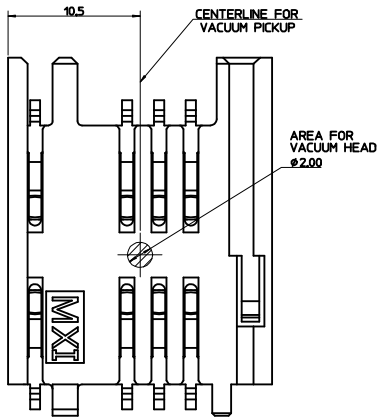 10,5
CENTERLINE FOR
VACUUM PICKUP
AREA FOR
VACUUM HEAD
⌀2.00
MXI